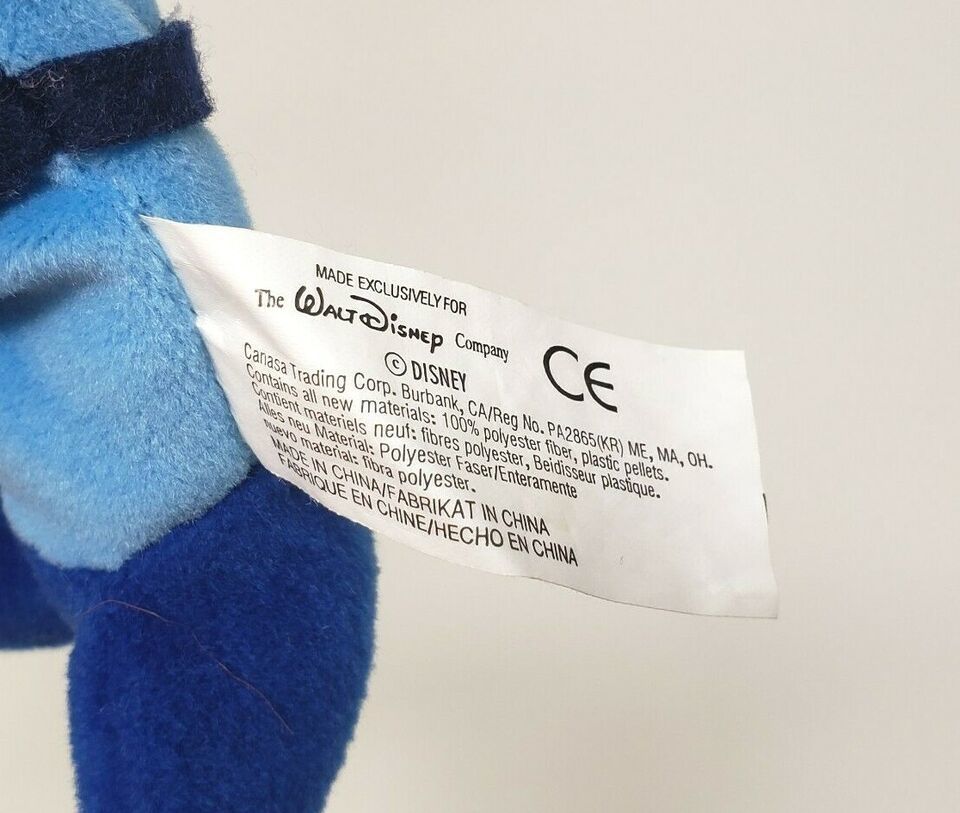 MADE EXCLUSIVELY FOR
The WALT DISNEY Company
© DISNEY
CE
Canasa Trading Corp. Burbank, CA/Reg No. PA2865(KR) ME, MA, OH.
Contains all new materials: 100% polyester fiber, plastic pellets.
Contient materiels neuf: fibres polyester, Beidisseur plastique.
Alles neu Material: Polyester Faser/Enteramente
nuevo material: fibra polyester.
MADE IN CHINA/FABRIKAT IN CHINA
FABRIQUE EN CHINE/HECHO EN CHINA